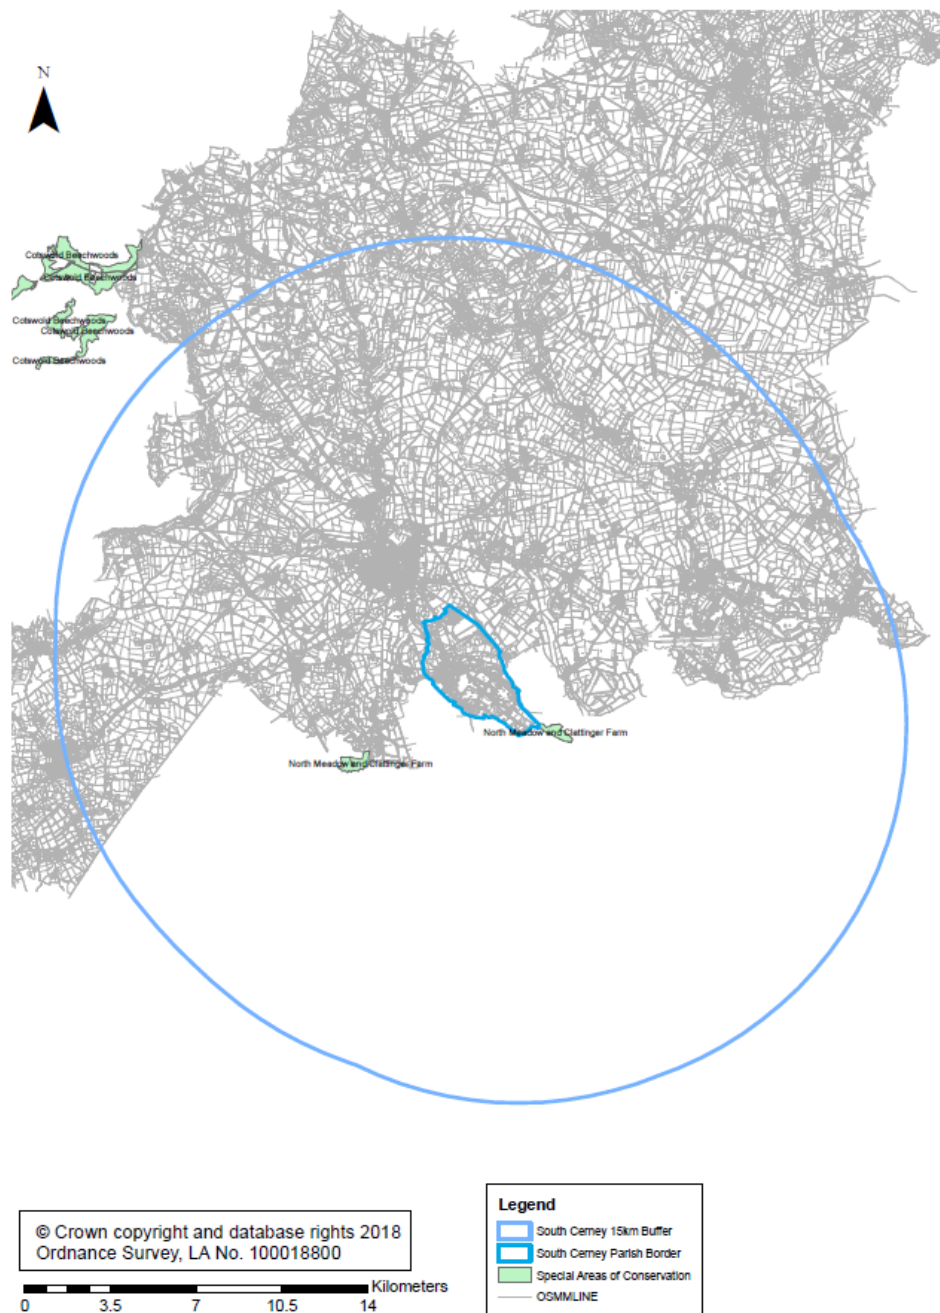 N
Cotswold Beechwoods
Cotswold Beechwoods
Cotswold Beechwoods
Cotswold Beechwoods
Cotswold Beechwoods
North Meadow and Clattinger Farm
North Meadow and Clattinger Farm
© Crown copyright and database rights 2018
Ordnance Survey, LA No. 100018800
Kilometers
0 3.5 7 10.5 14
Legend
South Cerney 15km Buffer
South Cerney Parish Border
Special Areas of Conservation
OSMMLINE